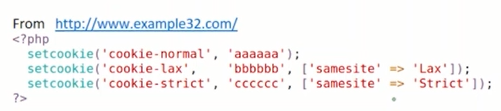 From http://www.example32.com/
<?php
setcookie('cookie-normal', 'aaaaaa');
setcookie('cookie-lax', 'bbbbbb', ['samesite' => 'Lax']);
setcookie('cookie-strict', 'cccccc', ['samesite' => 'Strict']);
?>